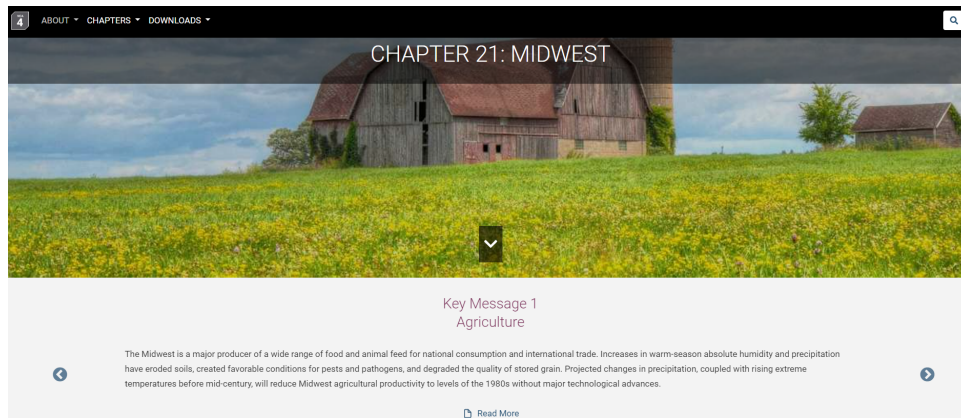 4
ABOUT CHAPTERS DOWNLOADS
CHAPTER 21: MIDWEST
Key Message 1
Agriculture
The Midwest is a major producer of a wide range of food and animal feed for national consumption and international trade. Increases in warm-season absolute humidity and precipitation
have eroded soils, created favorable conditions for pests and pathogens, and degraded the quality of stored grain. Projected changes in precipitation, coupled with rising extreme
temperatures before mid-century, will reduce Midwest agricultural productivity to levels of the 1980s without major technological advances.
Read More